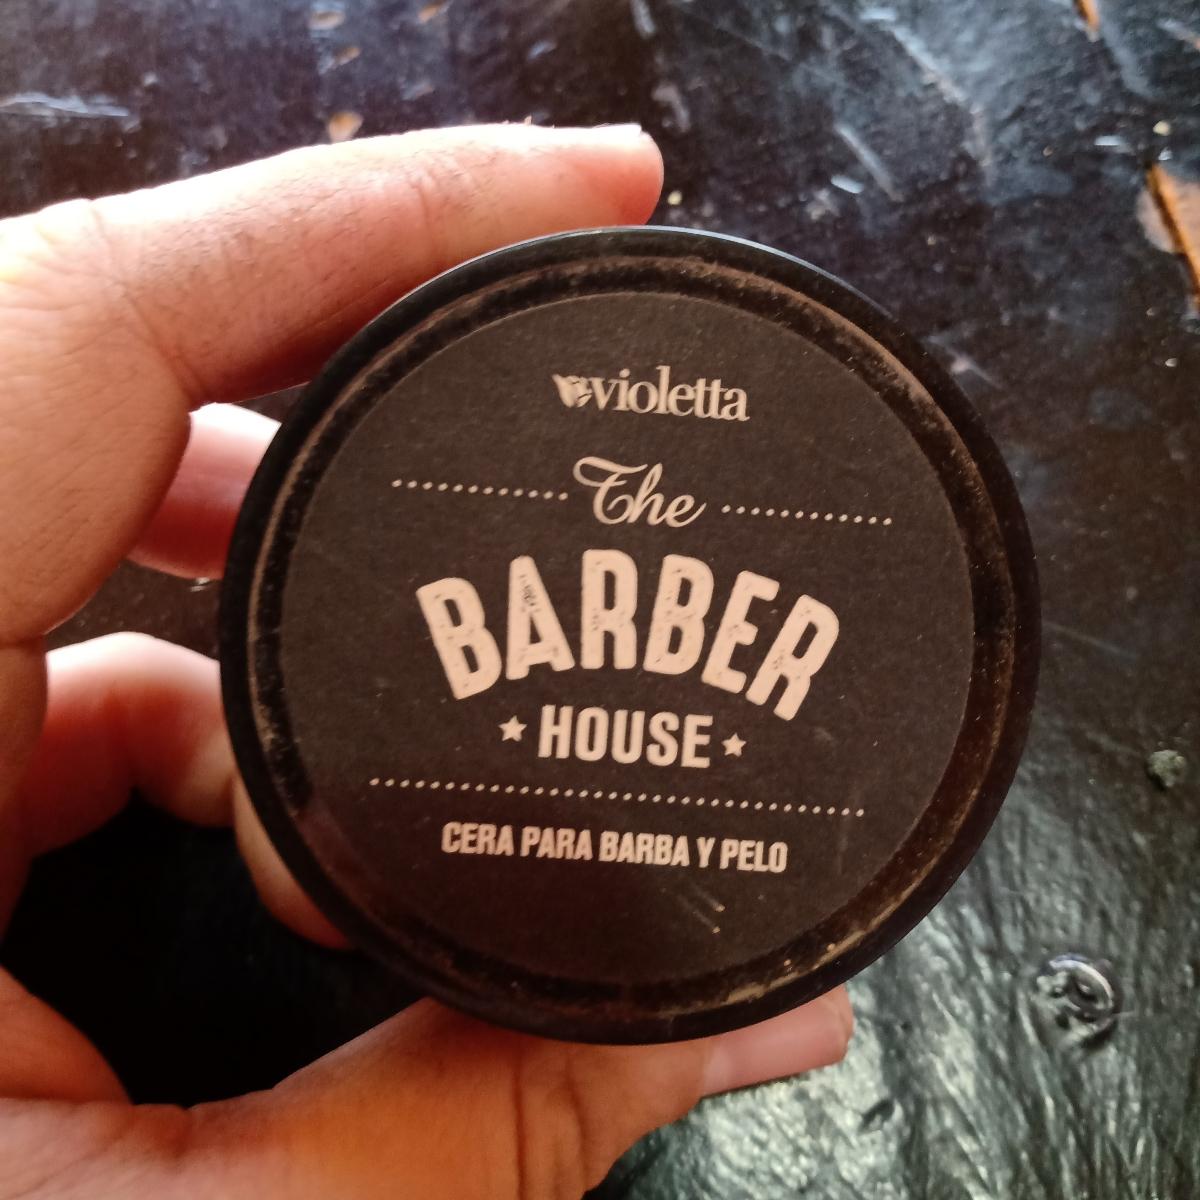 violetta
The
BARBER
HOUSE
CERA PARA BARBA Y PELO